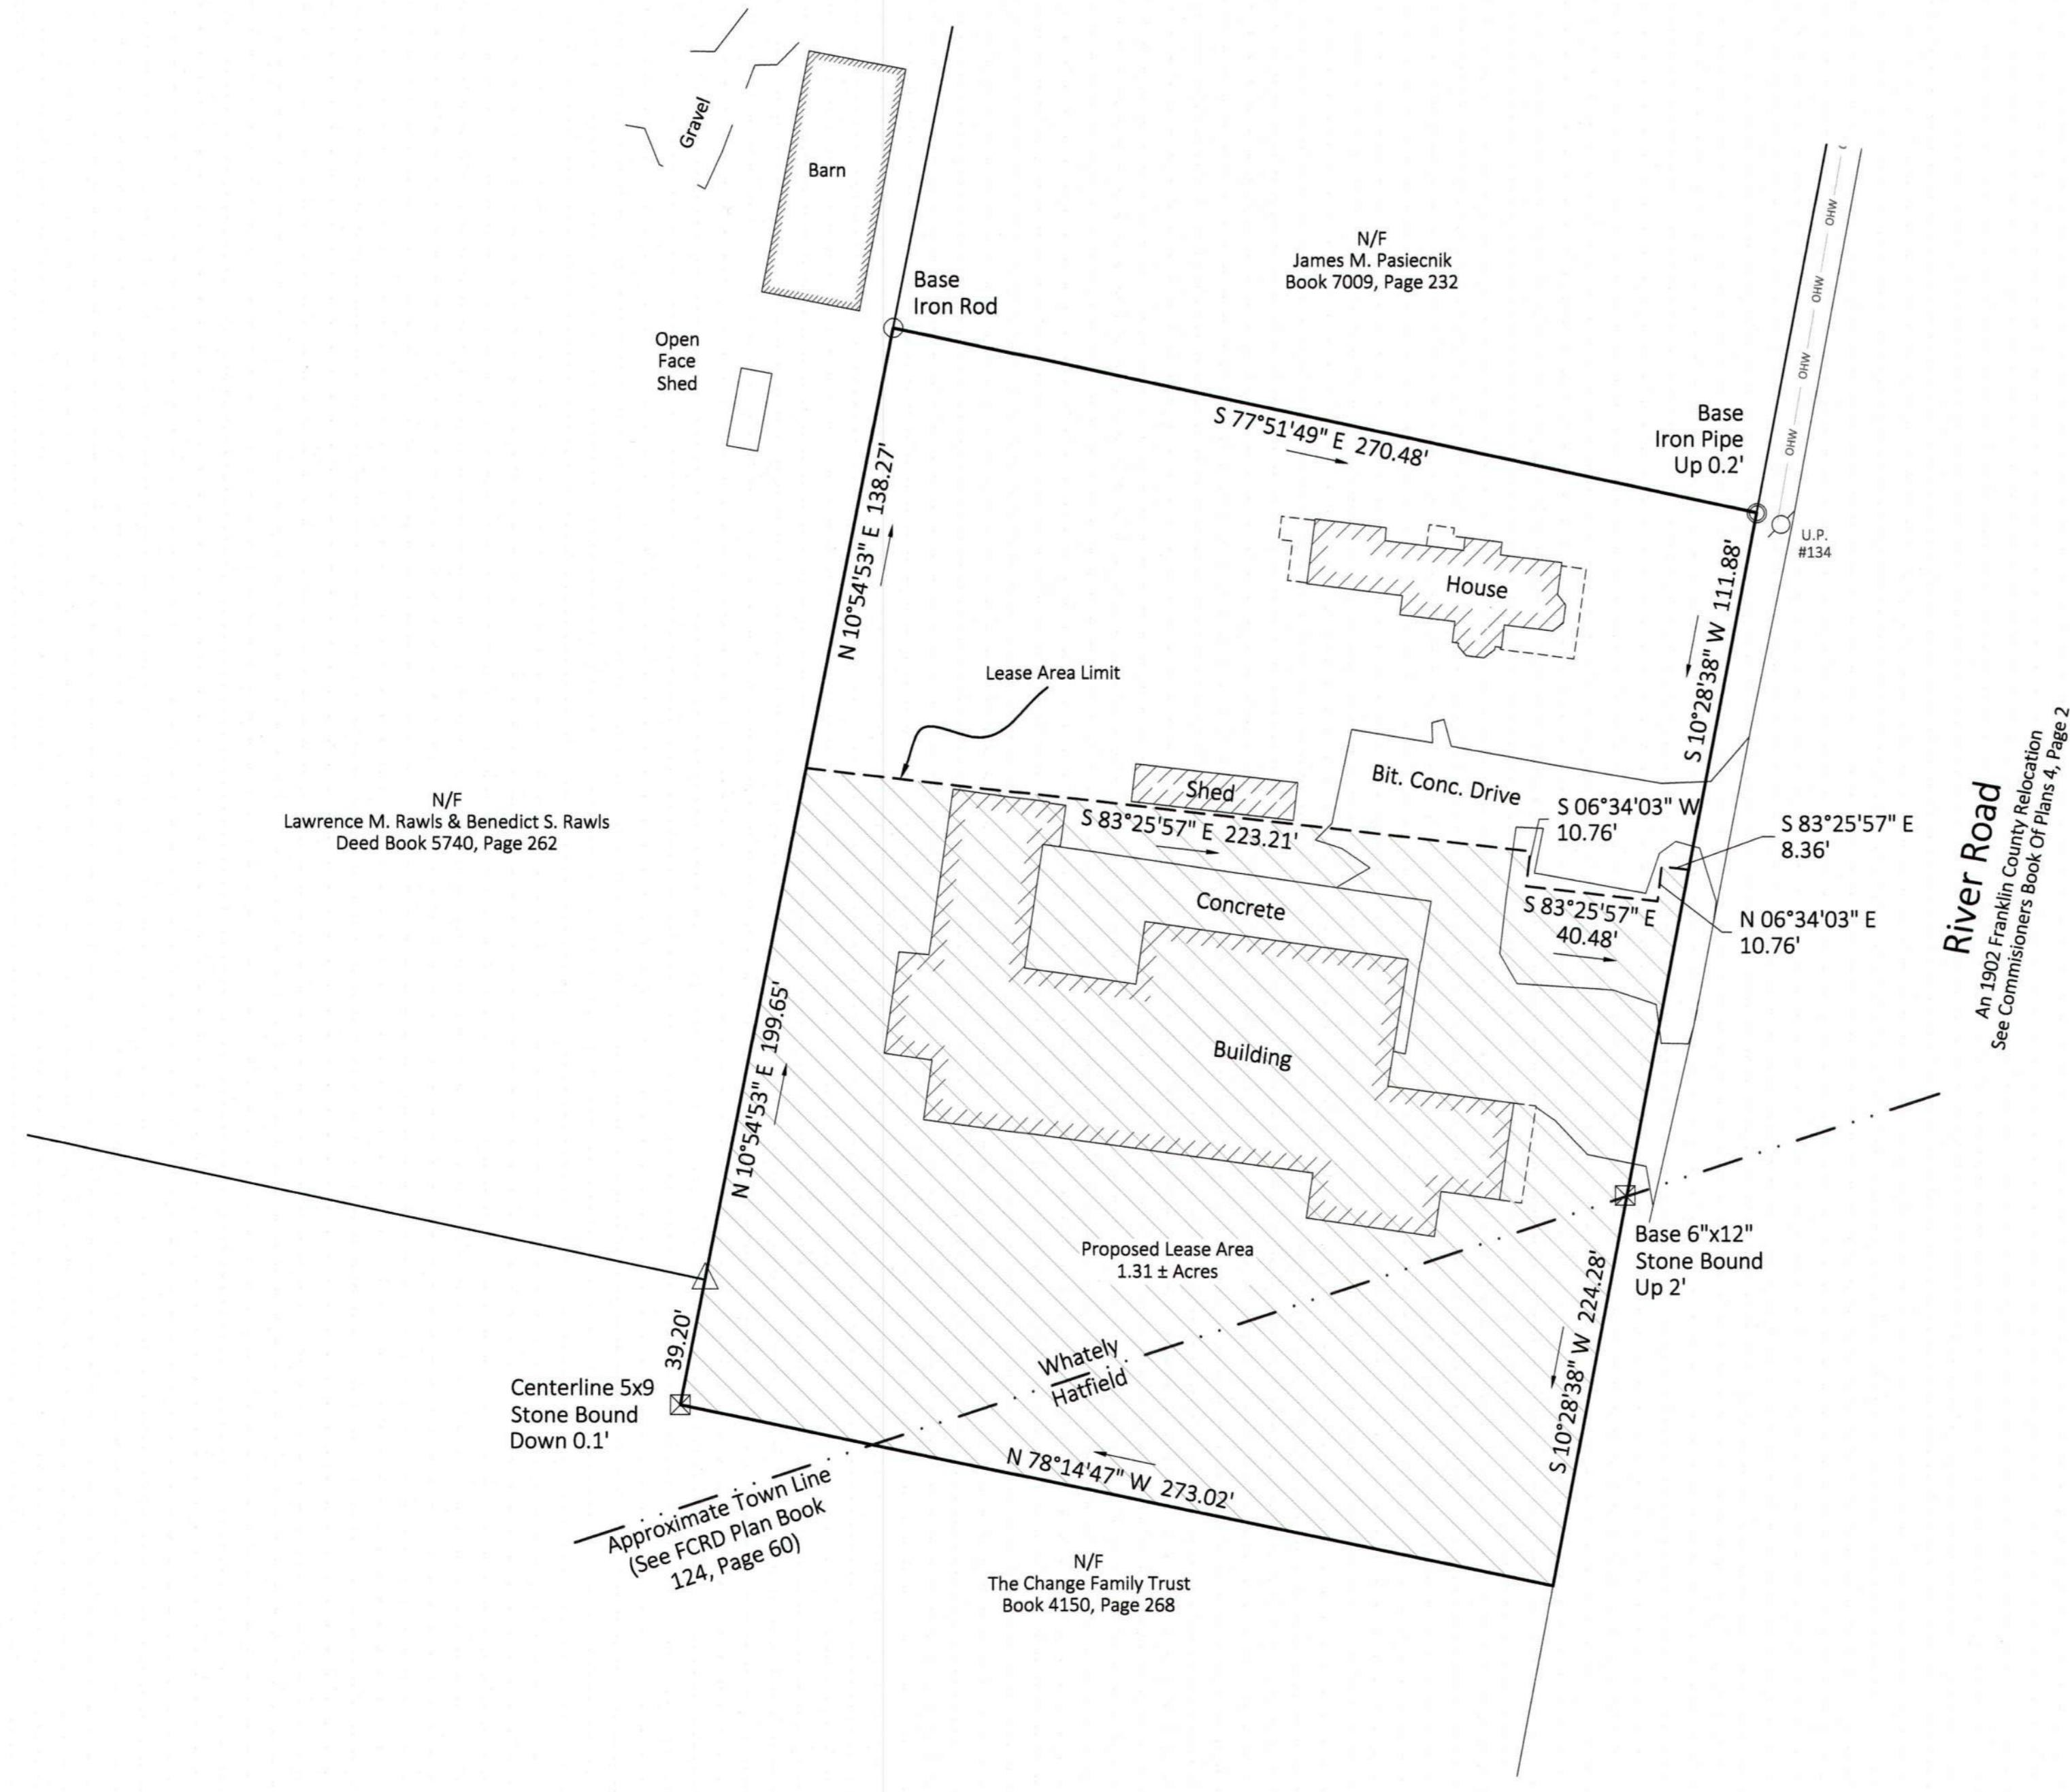 Gravel
Barn
N/F
James M. Pasiecnik
Book 7009, Page 232
OHW
OHW
OHW
OHW
Base
Iron Rod
Open
Face
Shed
S 77°51'49" E 270.48'
Base
Iron Pipe
Up 0.2'
U.P.
#134
N 10°54'53" E 138.27'
House
S 10°28'38" W 111.88'
Lease Area Limit
Shed
Bit. Conc. Drive
S 06°34'03" W
10.76'
S 83°25'57" E
8.36'
S 83°25'57" E 223.21'
N/F
Lawrence M. Rawls & Benedict S. Rawls
Deed Book 5740, Page 262
River Road
An 1902 Franklin County Relocation
See Commisioners Book Of Plans 4, Page 2
Concrete
S 83°25'57" E
40.48'
N 06°34'03" E
10.76'
N 10°54'53" E 199.65'
Building
Proposed Lease Area
1.31 ± Acres
Base 6"x12"
Stone Bound
Up 2'
S 10°28'38" W 224.28'
39.20'
Whately
Hatfield
Centerline 5x9
Stone Bound
Down 0.1'
N 78°14'47" W 273.02'
Approximate Town Line
(See FCRD Plan Book
124, Page 60)
N/F
The Change Family Trust
Book 4150, Page 268